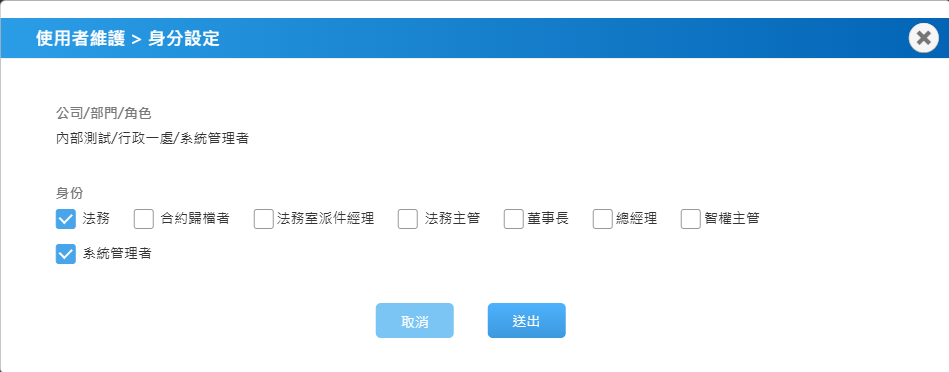 使用者維護 > 身分設定
公司/部門/角色
內部測試/行政一處/系統管理者
身份
法務 合約歸檔者 法務室派件經理 法務主管 董事長 總經理 智權主管
系統管理者
取消 送出